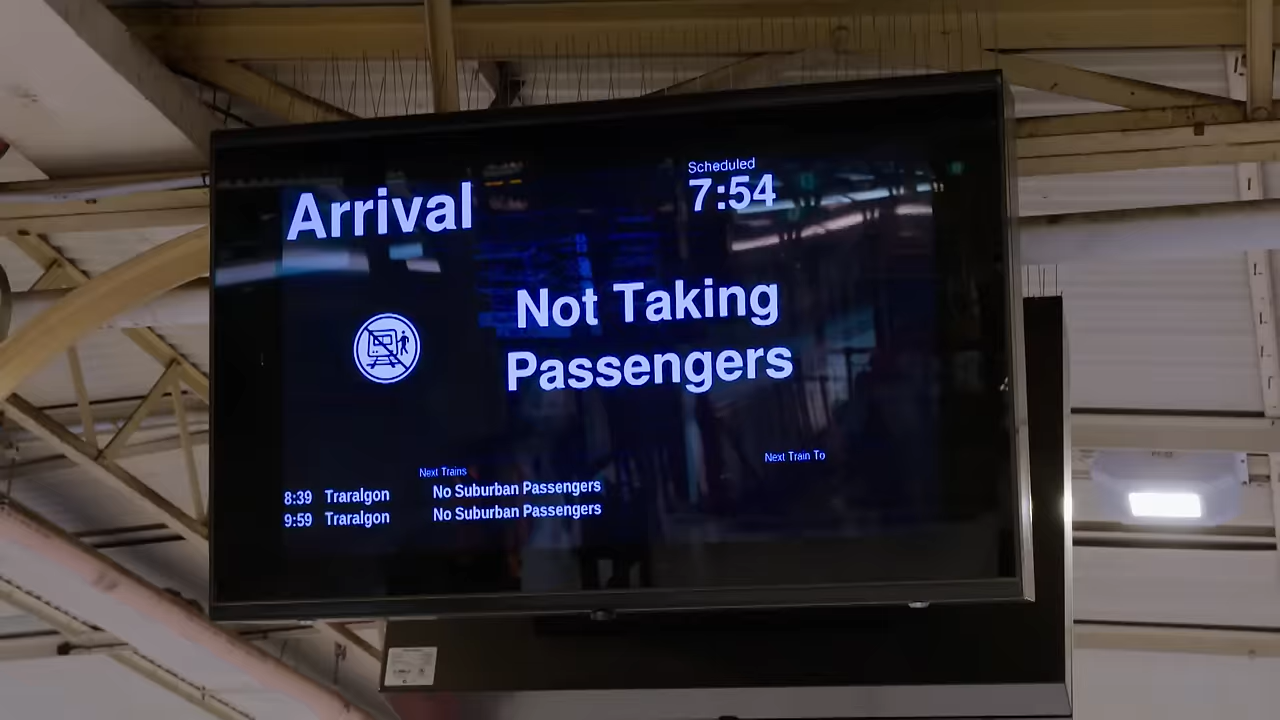 Arrival
Scheduled
7:54
Not Taking
Passengers
Next Trains
8:39 Traralgon No Suburban Passengers
9:59 Traralgon No Suburban Passengers
Next Train To